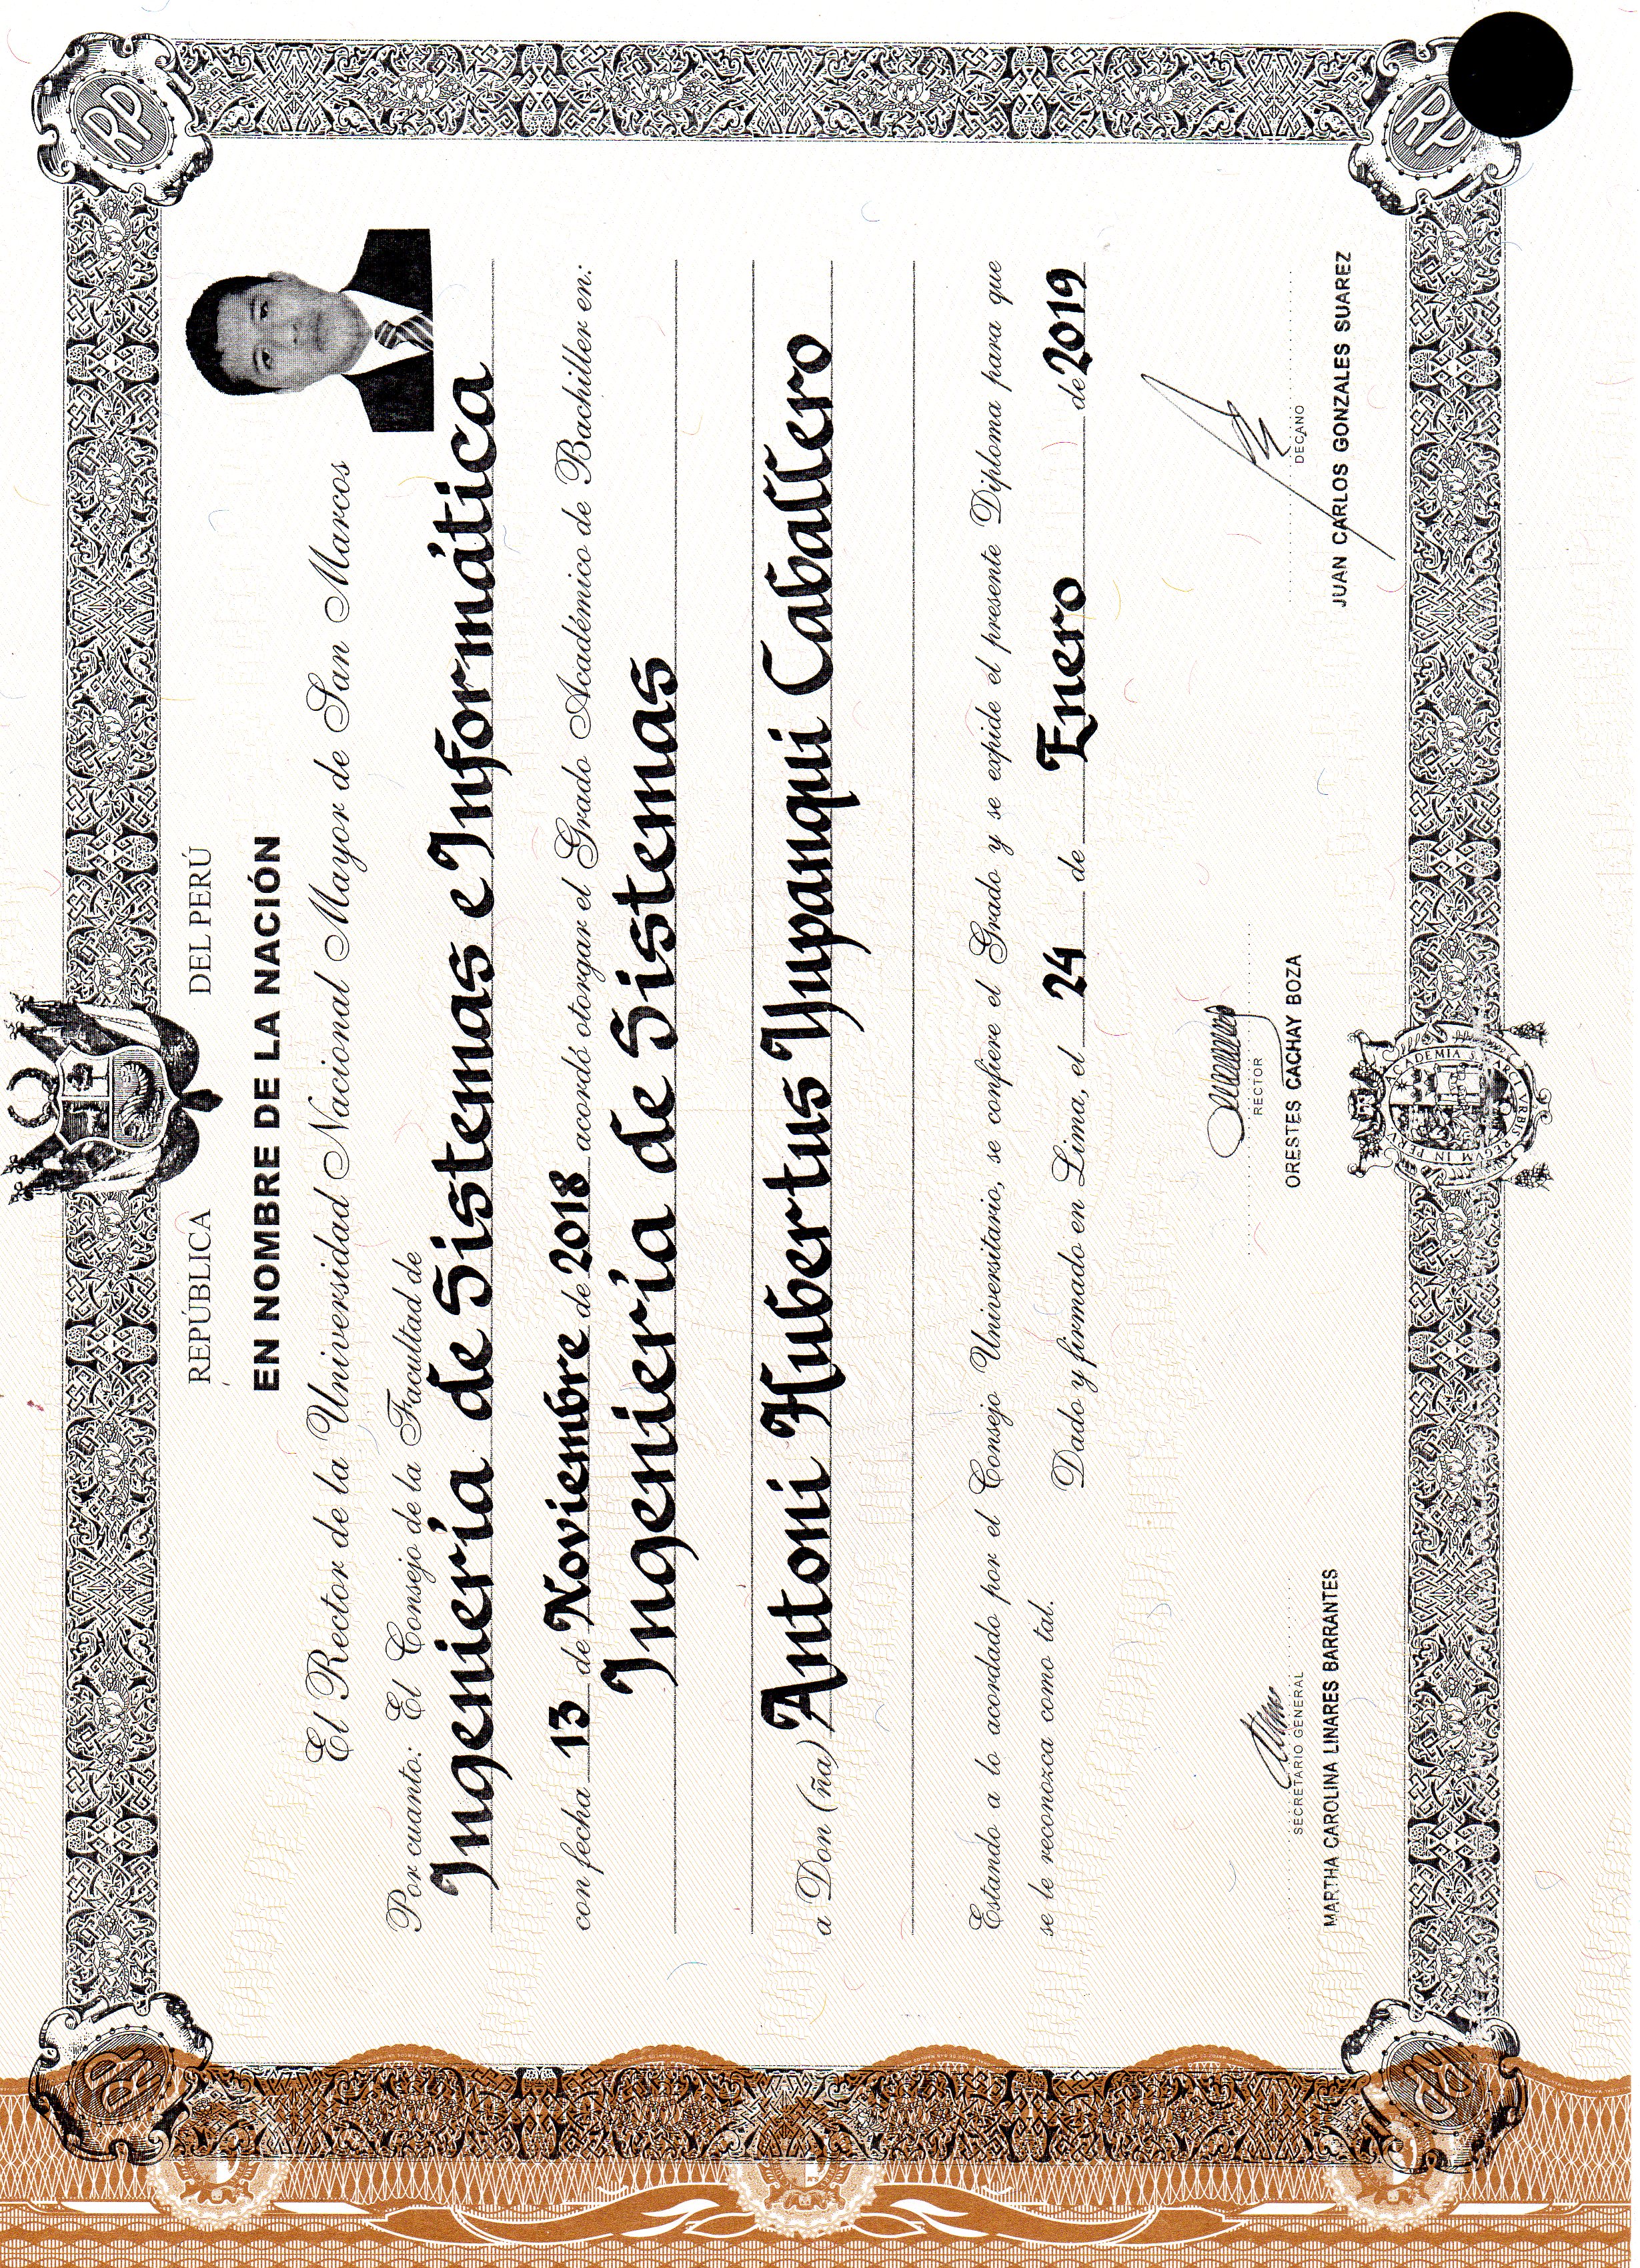 REPÚBLICA DEL PERÚ
EN NOMBRE DE LA NACIÓN
El Rector de la Universidad Nacional Mayor de San Marcos
Por cuanto: El Consejo de la Facultad de
Ingeniería de Sistemas e Informática
con fecha 13 de Noviembre de 2018 acordó otorgar el Grado Académico de Bachiller en:
Ingeniería de Sistemas
a Don (ña) Antoni Hubertus Yupanqui Caballero
Estando a lo acordado por el Consejo Universitario, se confiere el Grado y se expide el presente Diploma para que
se le reconozca como tal.
Dado y firmado en Lima, el 24 de Enero de 2019
SECRETARIO GENERAL
MARTHA CAROLINA LINARES BARRANTES
RECTOR
ORESTES CACHAY BOZA
DECANO
JUAN CARLOS GONZALES SUAREZ
RP
RP
RP
RP